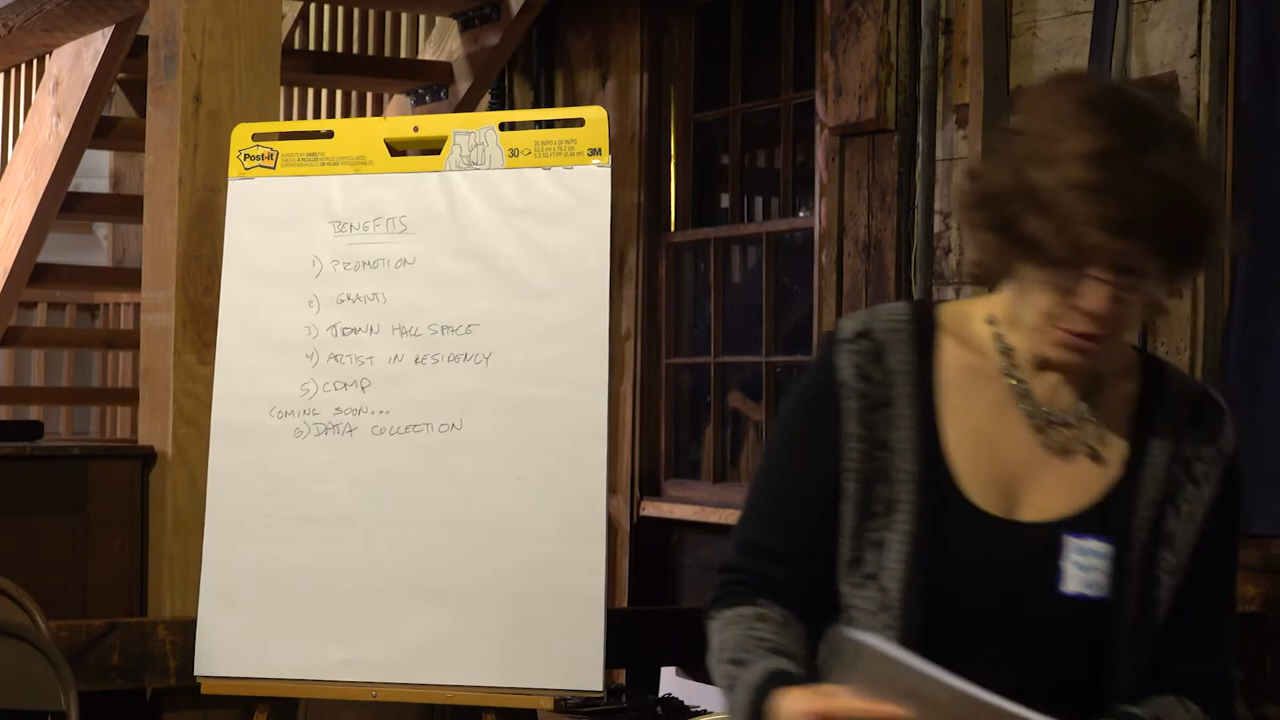 Post-it
30
3M
BENEFITS
1) PROMOTION
2) GRANTS
3) TOWN HALL SPACE
4) ARTIST IN RESIDENCY
5) CDMP
COMING SOON...
6) DATA COLLECTION